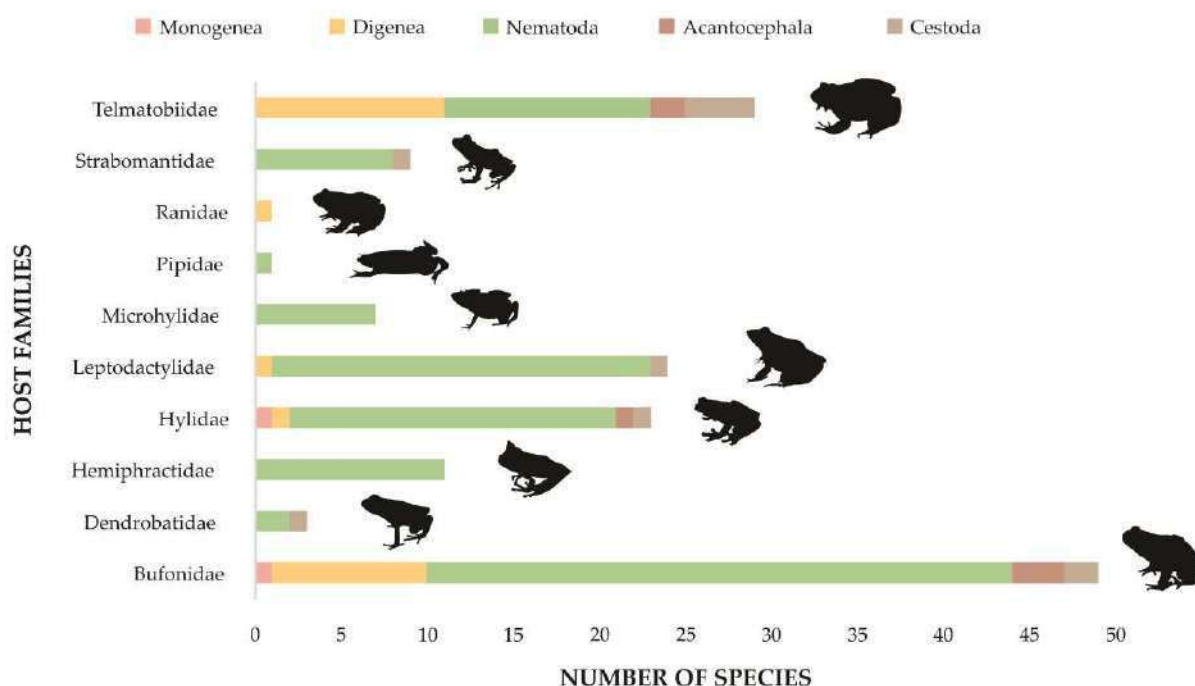 Monogenea Digenea Nematoda Acantocephala Cestoda
HOST FAMILIES
Telmatobiidae
Strabomantidae
Ranidae
Pipidae
Microhylidae
Leptodactylidae
Hylidae
Hemiphractidae
Dendrobatidae
Bufonidae
0 5 10 15 20 25 30 35 40 45 50
NUMBER OF SPECIES